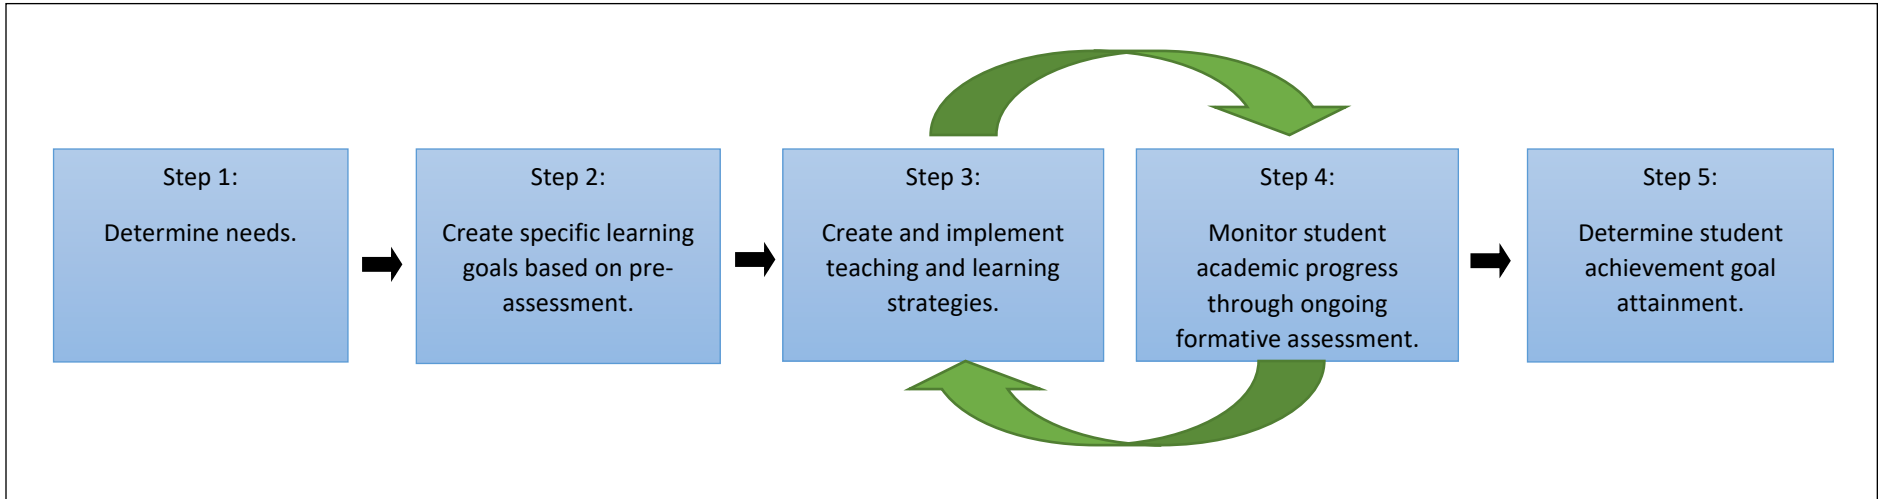 Step 1:
Determine needs.
Step 2:
Create specific learning
goals based on pre-
assessment.
Step 3:
Create and implement
teaching and learning
strategies.
Step 4:
Monitor student
academic progress
through ongoing
formative assessment.
Step 5:
Determine student
achievement goal
attainment.